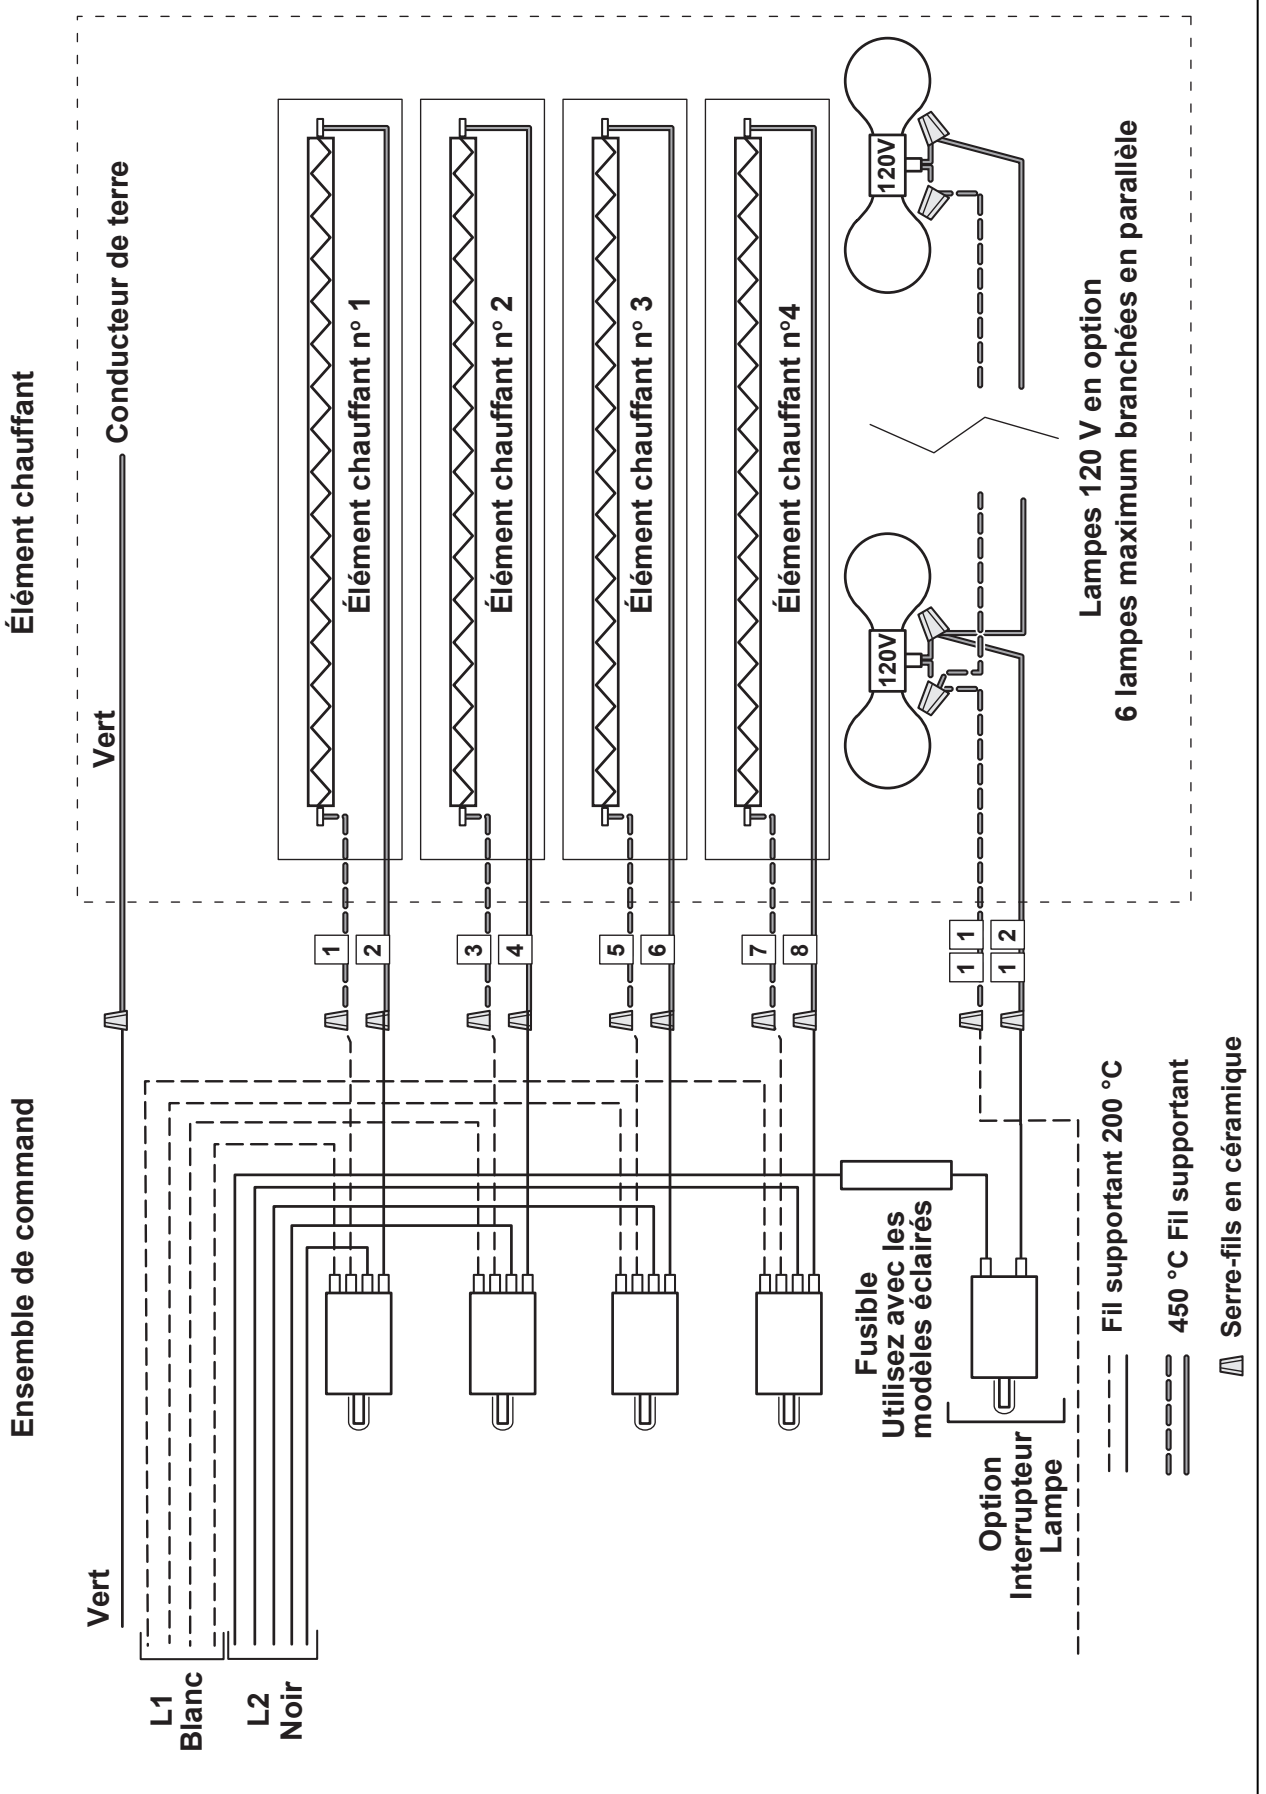 Ensemble de command
Élément chauffant
Vert
Vert
Conducteur de terre
L1
Blanc
L2
Noir
1
2
Élément chauffant n° 1
3
4
Élément chauffant n° 2
5
6
Élément chauffant n° 3
7
8
Élément chauffant n°4
Fusible
Utilisez avec les
modèles éclairés
120V
120V
1 1
1 2
Option
Interrupteur
Lampe
Lampes 120 V en option
6 lampes maximum branchées en parallèle
Fil supportant 200 °C
450 °C Fil supportant
Serre-fils en céramique